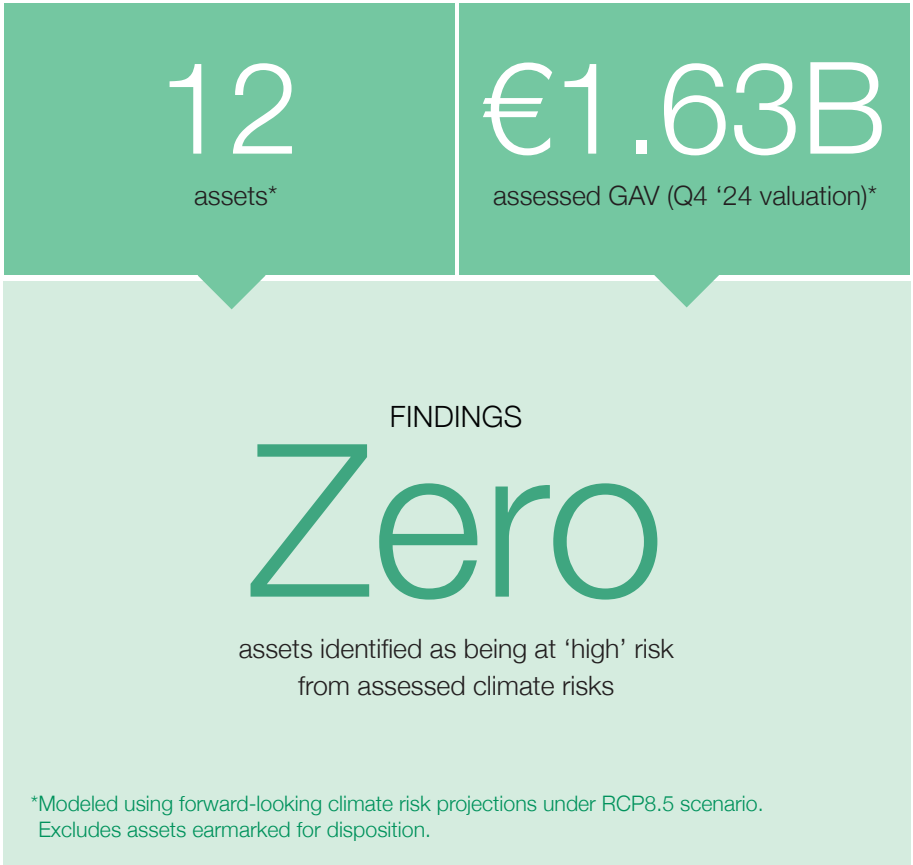 12
assets*
€1.63B
assessed GAV (Q4 ‘24 valuation)*
FINDINGS
Zero
assets identified as being at ‘high’ risk
from assessed climate risks
*Modeled using forward-looking climate risk projections under RCP8.5 scenario.
Excludes assets earmarked for disposition.